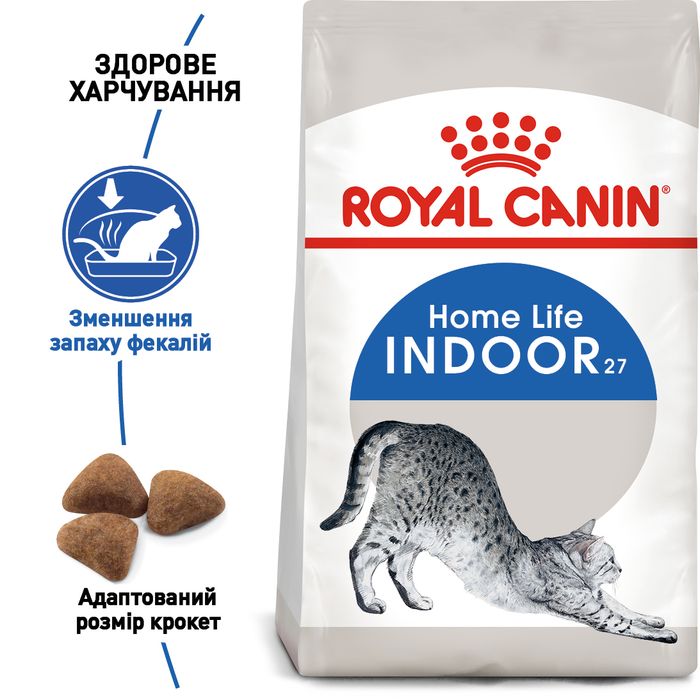 ЗДОРОВЕ
ХАРЧУВАННЯ
Зменшення
запаху фекалій
Адаптований
розмір крокет
ROYAL CANIN®
Home Life
INDOOR 27